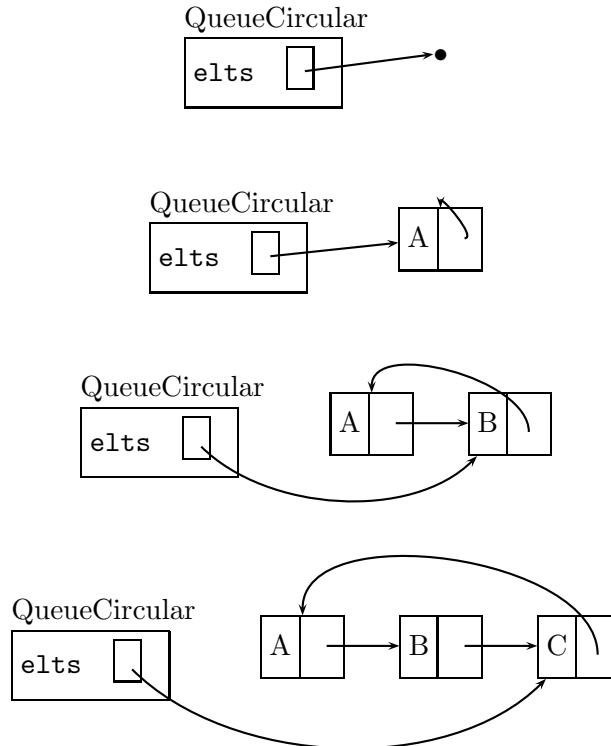 QueueCircular
elts
QueueCircular
elts
A
QueueCircular
elts
A B
QueueCircular
elts
A B C